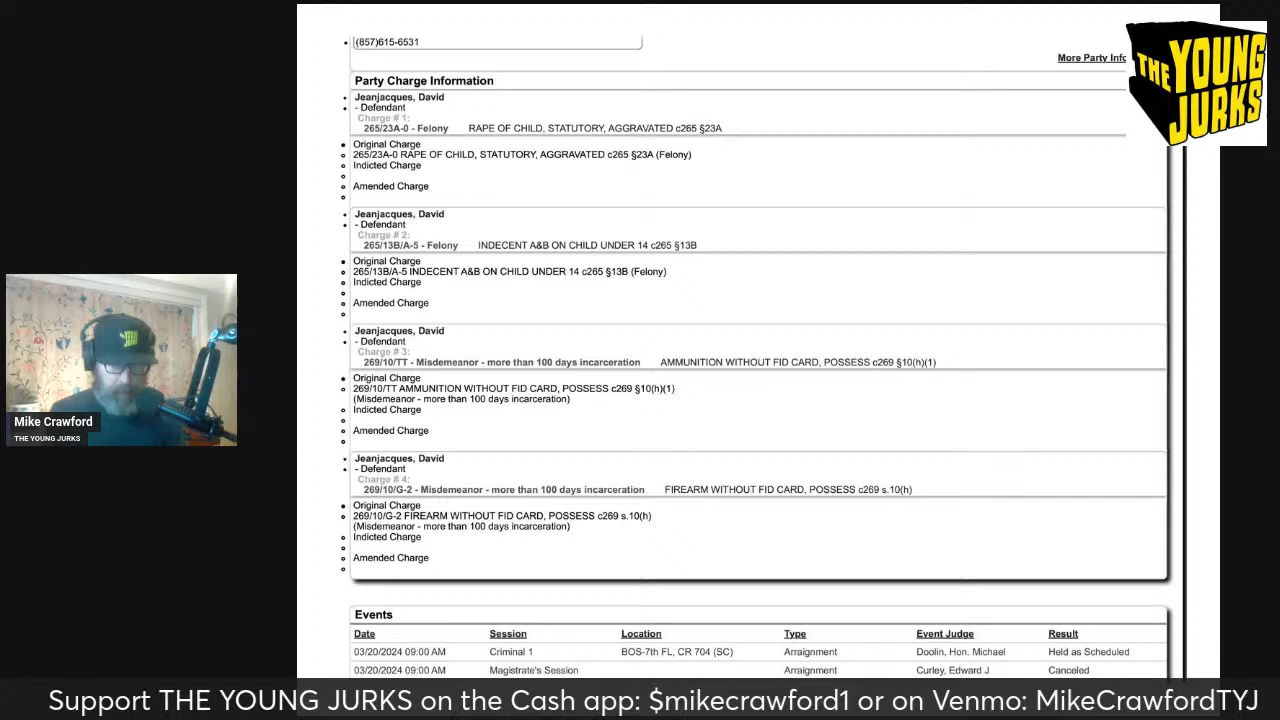 (857)615-6531
More Party Info
Party Charge Information
Jeanjacques, David
- Defendant
Charge # 1:
265/23A-0 - Felony RAPE OF CHILD, STATUTORY, AGGRAVATED c265 §23A
Original Charge
265/23A-0 RAPE OF CHILD, STATUTORY, AGGRAVATED c265 §23A (Felony)
Indicted Charge
Amended Charge
Jeanjacques, David
- Defendant
Charge # 2:
265/13B/A-5 - Felony INDECENT A&B ON CHILD UNDER 14 c265 §13B
Original Charge
265/13B/A-5 INDECENT A&B ON CHILD UNDER 14 c265 §13B (Felony)
Indicted Charge
Amended Charge
Jeanjacques, David
- Defendant
Charge # 3:
269/10/TT - Misdemeanor - more than 100 days incarceration AMMUNITION WITHOUT FID CARD, POSSESS c269 §10(h)(1)
Original Charge
269/10/TT AMMUNITION WITHOUT FID CARD, POSSESS c269 §10(h)(1)
(Misdemeanor - more than 100 days incarceration)
Indicted Charge
Amended Charge
Jeanjacques, David
- Defendant
Charge # 4:
269/10/G-2 - Misdemeanor - more than 100 days incarceration FIREARM WITHOUT FID CARD, POSSESS c269 s.10(h)
Original Charge
269/10/G-2 FIREARM WITHOUT FID CARD, POSSESS c269 s.10(h)
(Misdemeanor - more than 100 days incarceration)
Indicted Charge
Amended Charge
Events
Date Session Location Type Event Judge Result
03/20/2024 09:00 AM Criminal 1 BOS-7th FL, CR 704 (SC) Arraignment Doolin, Hon. Michael Held as Scheduled
03/20/2024 09:00 AM Magistrate's Session Arraignment Curley, Edward J Canceled
THE YOUNG JURKS
Mike Crawford
THE YOUNG JURKS
Support THE YOUNG JURKS on the Cash app: $mikecrawford1 or on Venmo: MikeCrawfordTYJ